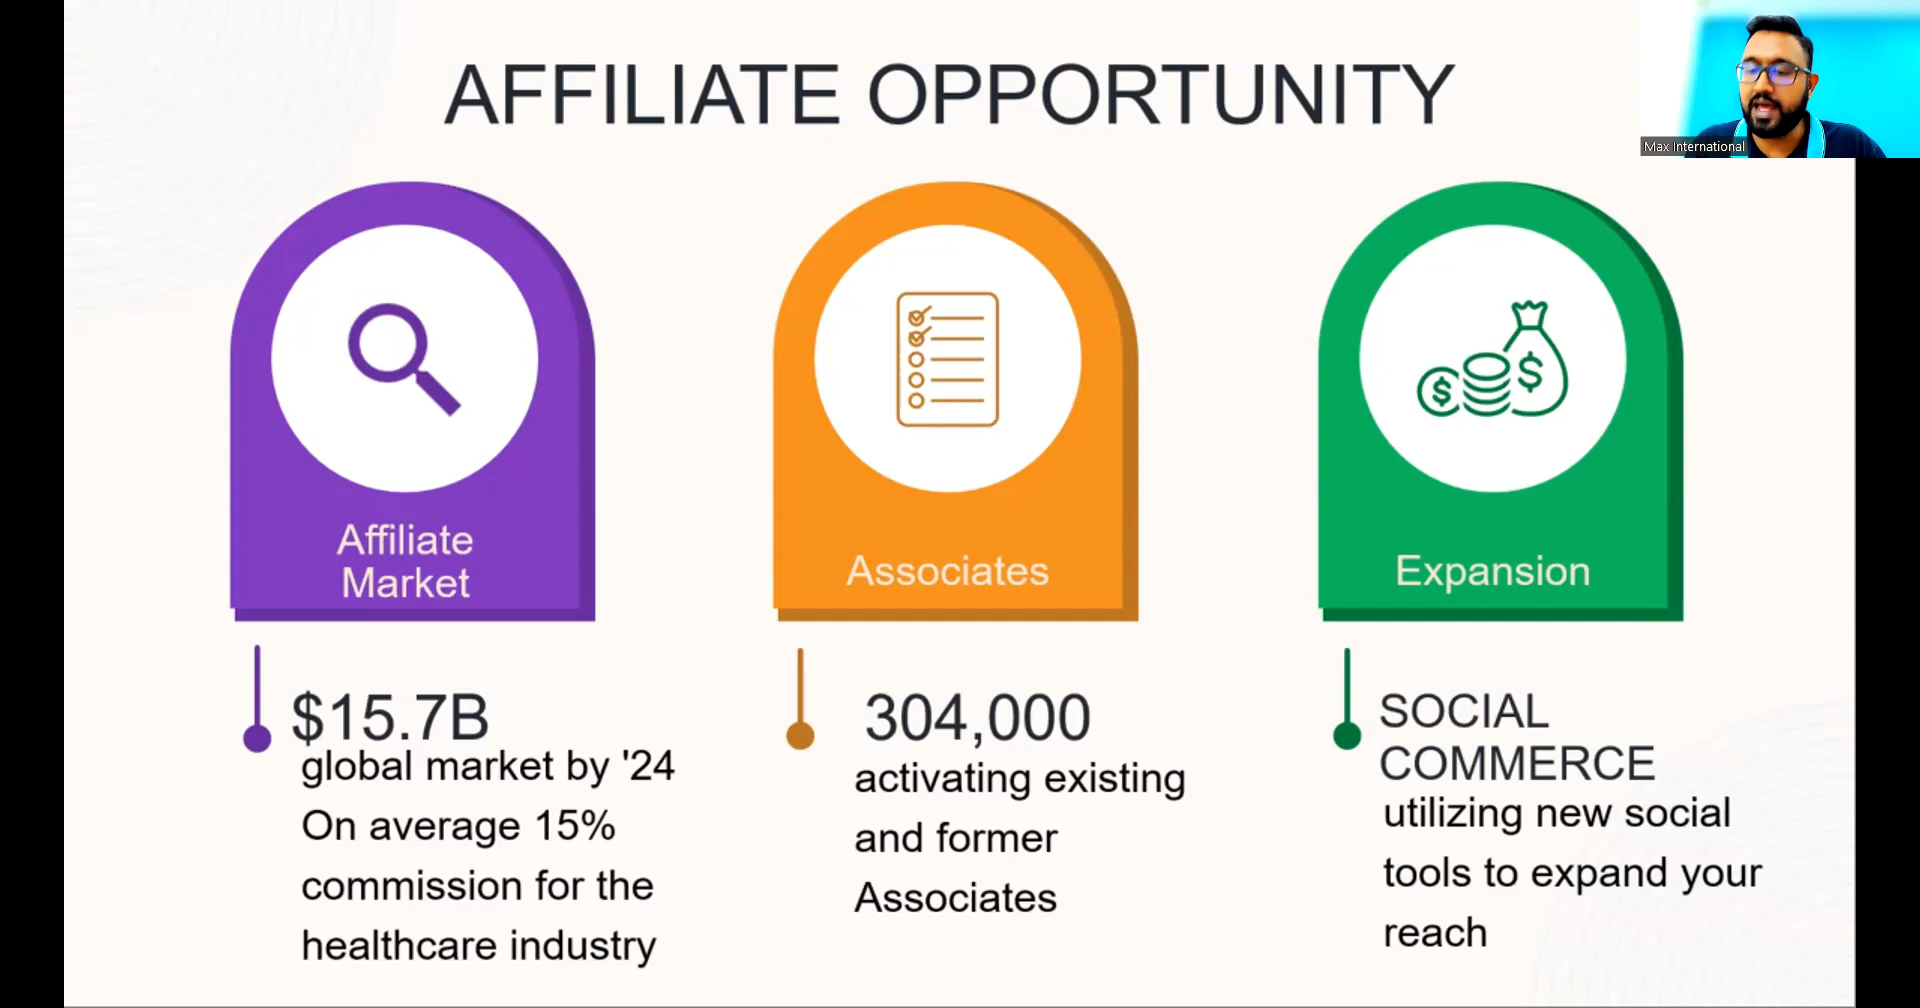 AFFILIATE OPPORTUNITY
Max International
Affiliate
Market
Associates
Expansion
$15.7B
global market by '24
On average 15%
commission for the
healthcare industry
304,000
activating existing
and former
Associates
SOCIAL
COMMERCE
utilizing new social
tools to expand your
reach